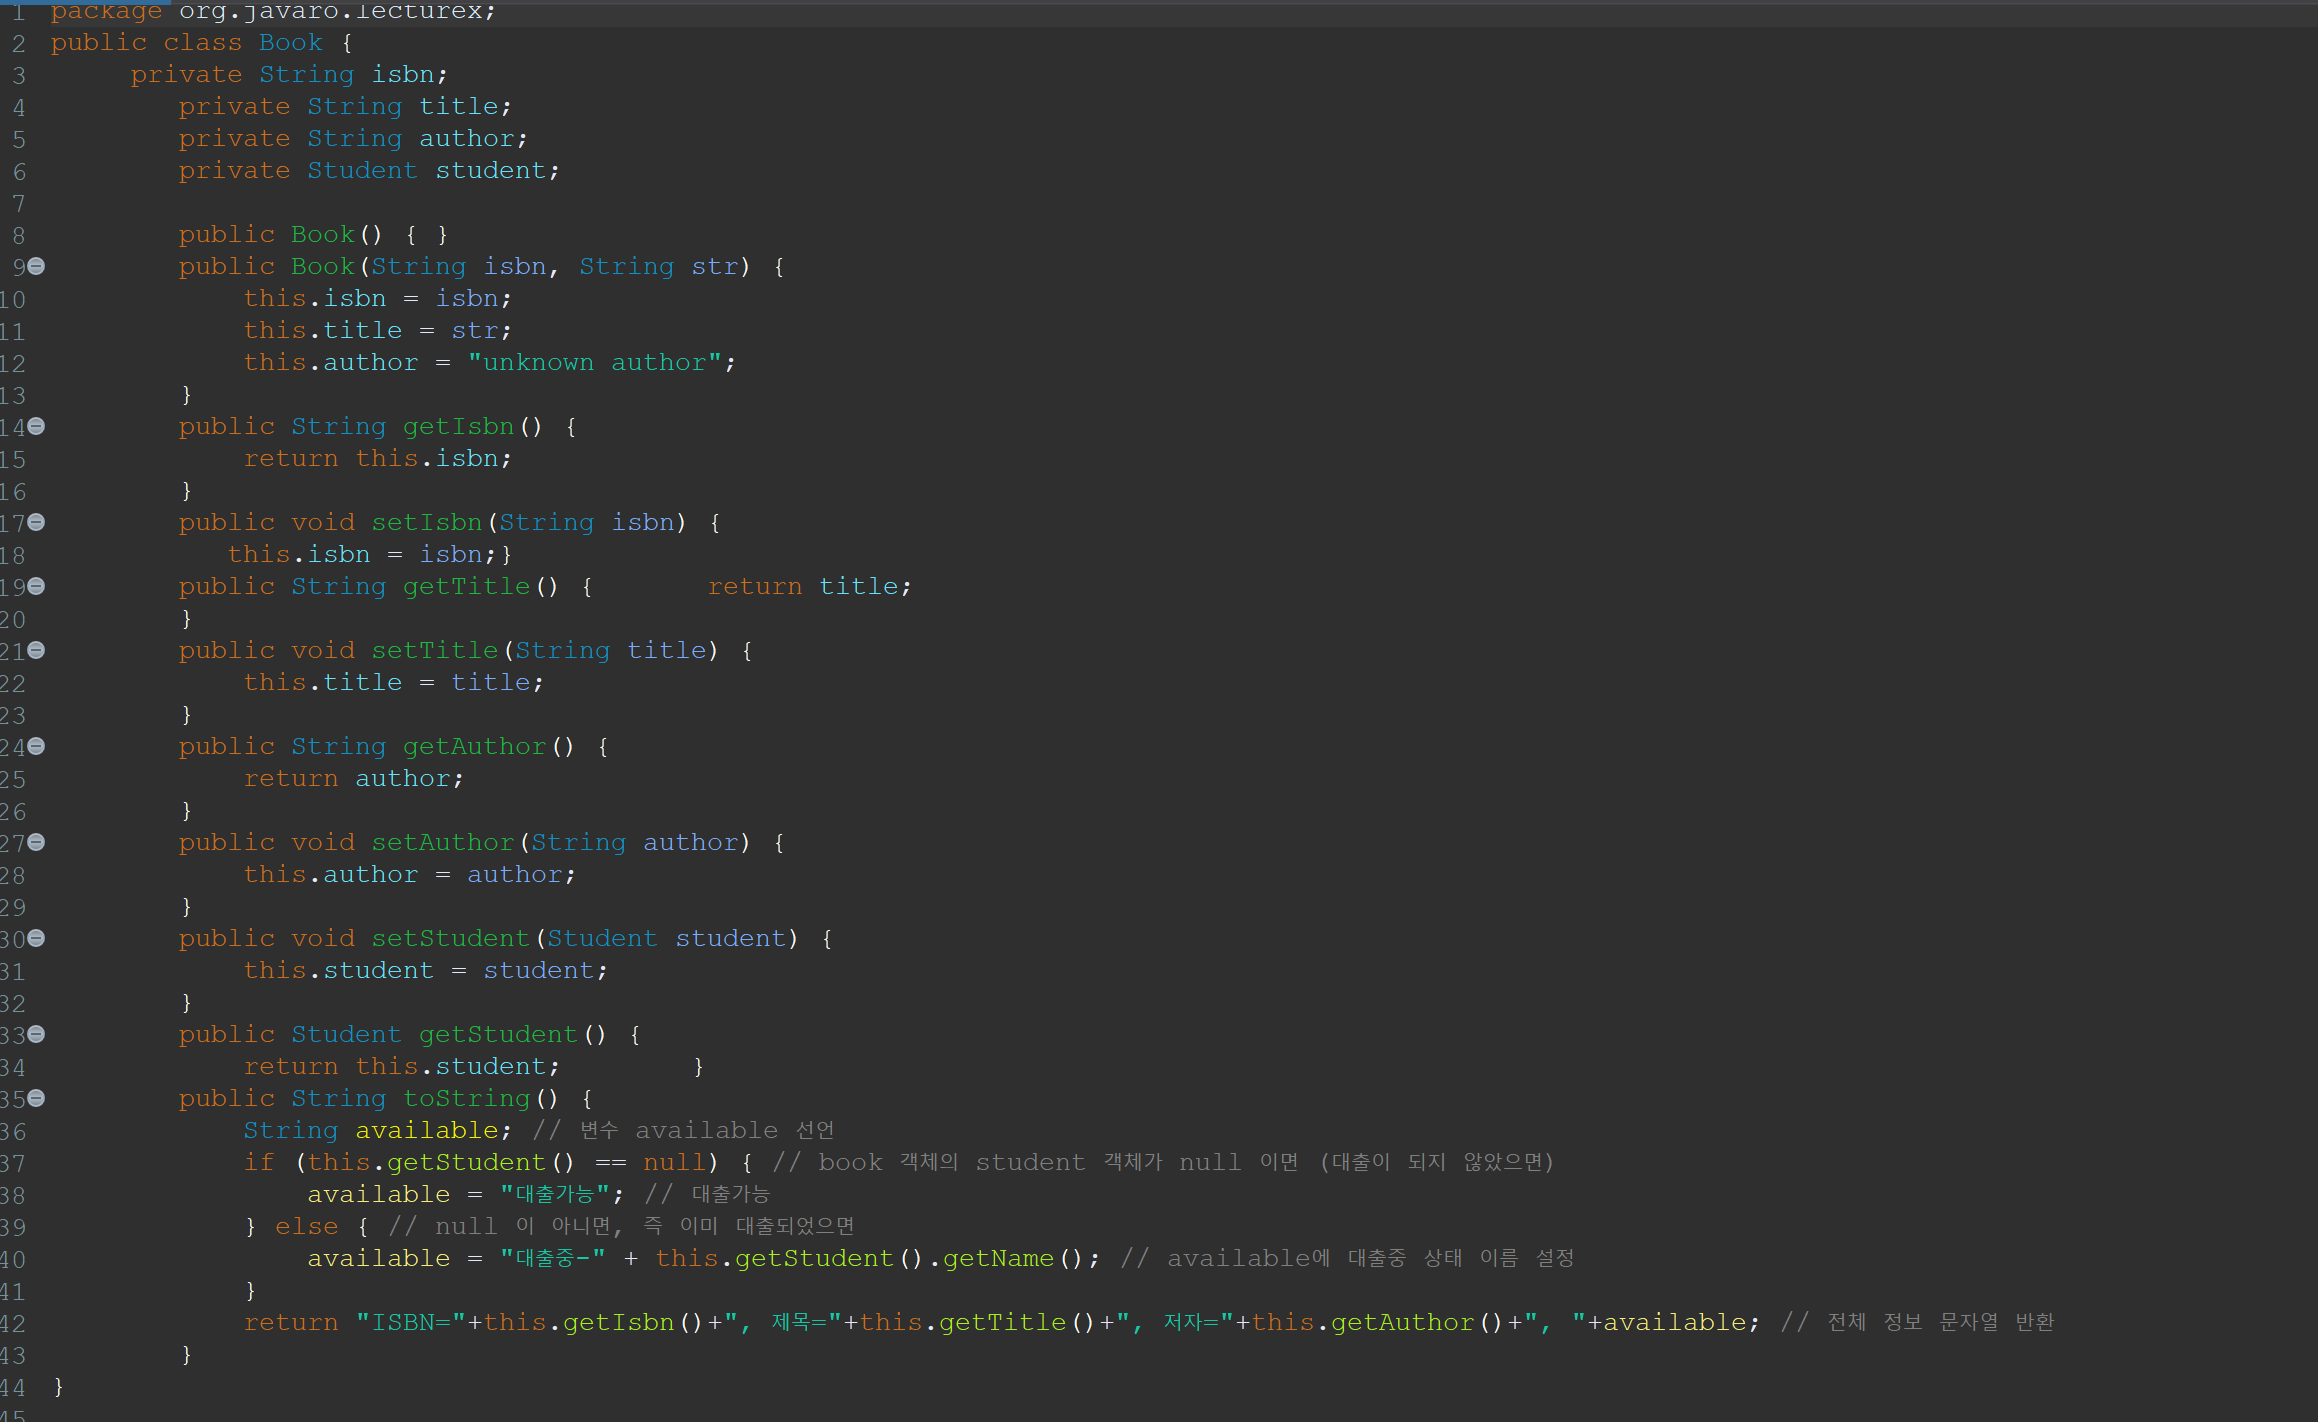 1 package org.javaro.lecturex;
2 public class Book {
3 private String isbn;
4 private String title;
5 private String author;
6 private Student student;
7
8 public Book() { }
9 public Book(String isbn, String str) {
10 this.isbn = isbn;
11 this.title = str;
12 this.author = "unknown author";
13 }
14 public String getIsbn() {
15 return this.isbn;
16 }
17 public void setIsbn(String isbn) {
18 this.isbn = isbn;}
19 public String getTitle() { return title;
20 }
21 public void setTitle(String title) {
22 this.title = title;
23 }
24 public String getAuthor() {
25 return author;
26 }
27 public void setAuthor(String author) {
28 this.author = author;
29 }
30 public void setStudent(Student student) {
31 this.student = student;
32 }
33 public Student getStudent() {
34 return this.student; }
35 public String toString() {
36 String available; // 변수 available 선언
37 if (this.getStudent() == null) { // book 객체의 student 객체가 null 이면 (대출이 되지 않았으면)
38 available = "대출가능"; // 대출가능
39 } else { // null 이 아니면, 즉 이미 대출되었으면
40 available = "대출중-" + this.getStudent().getName(); // available에 대출중 상태 이름 설정
41 }
42 return "ISBN="+this.getIsbn()+", 제목="+this.getTitle()+", 저자="+this.getAuthor()+", "+available; // 전체 정보 문자열 반환
43 }
44 }
45